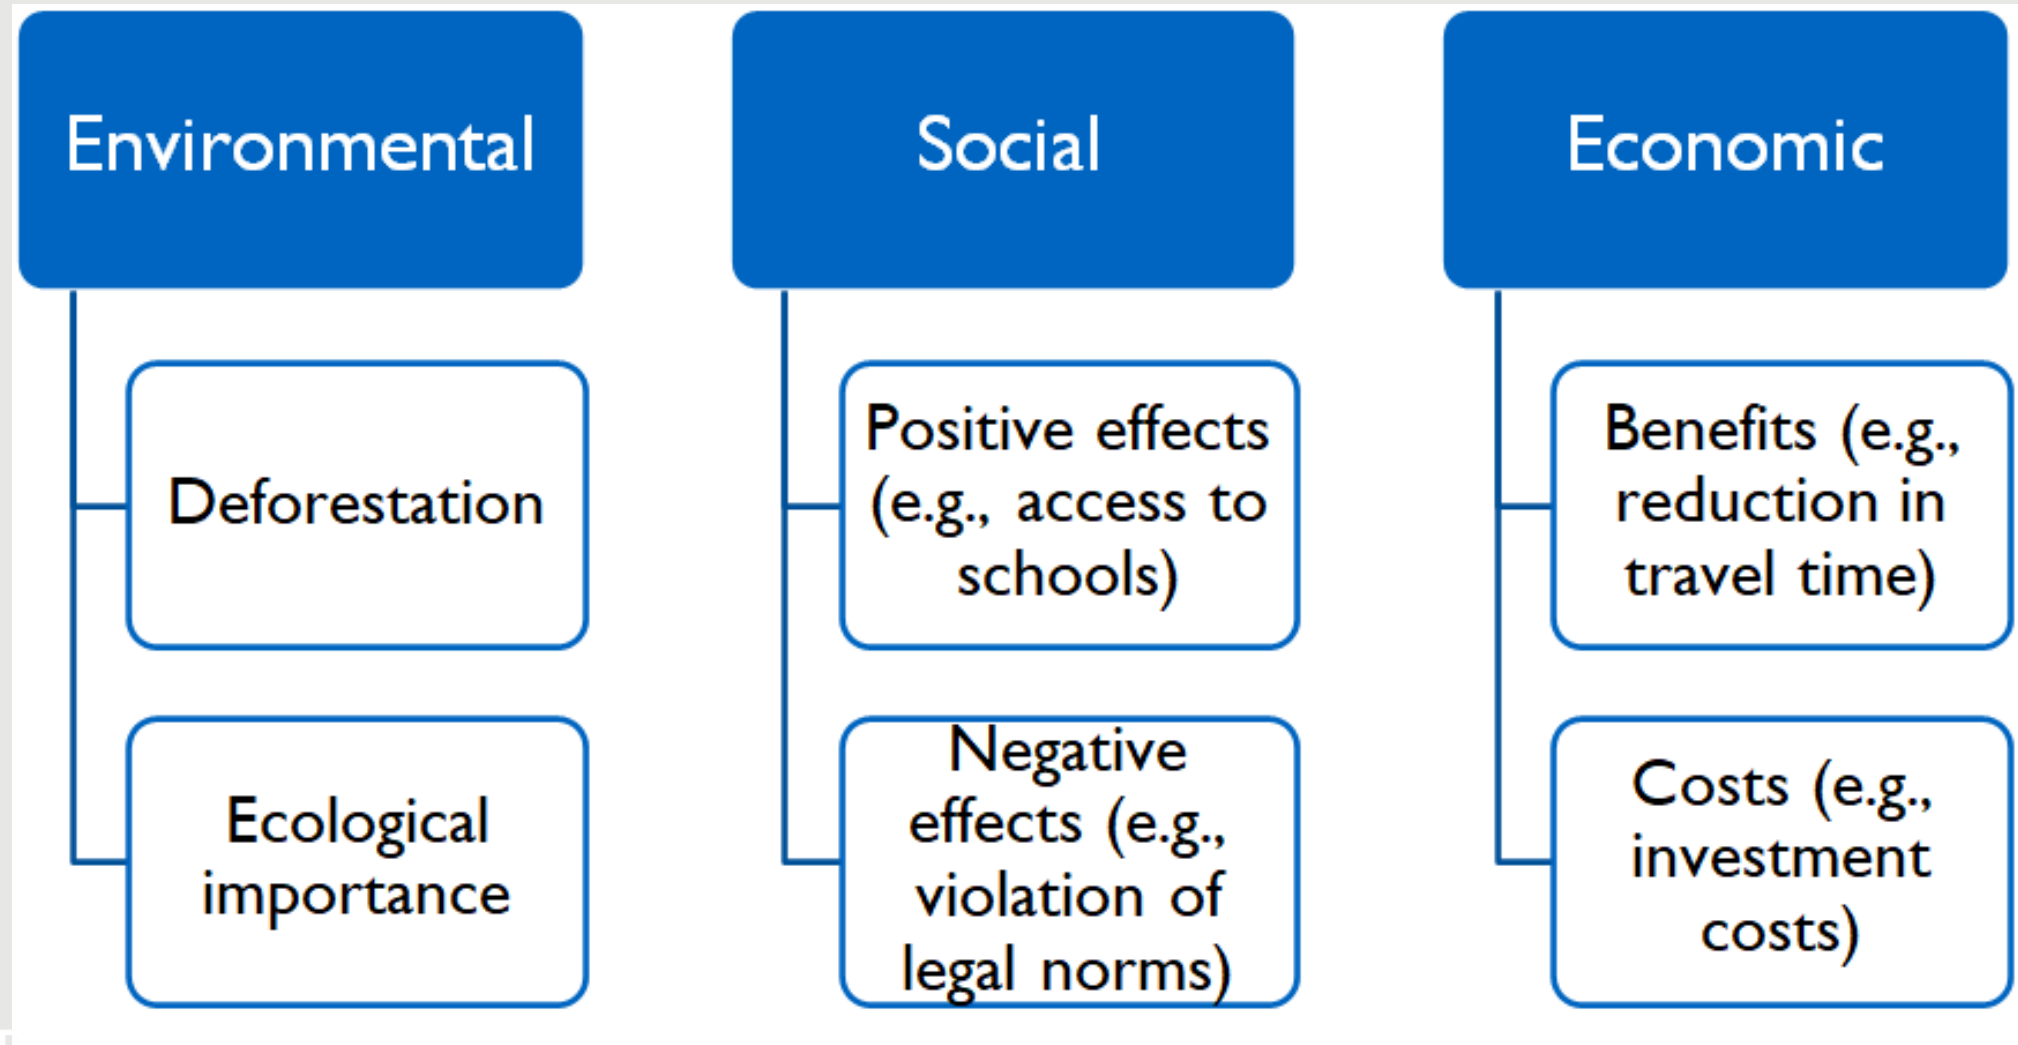 Environmental
Deforestation
Ecological
importance
Social
Positive effects
(e.g., access to
schools)
Negative
effects (e.g.,
violation of
legal norms)
Economic
Benefits (e.g.,
reduction in
travel time)
Costs (e.g.,
investment
costs)